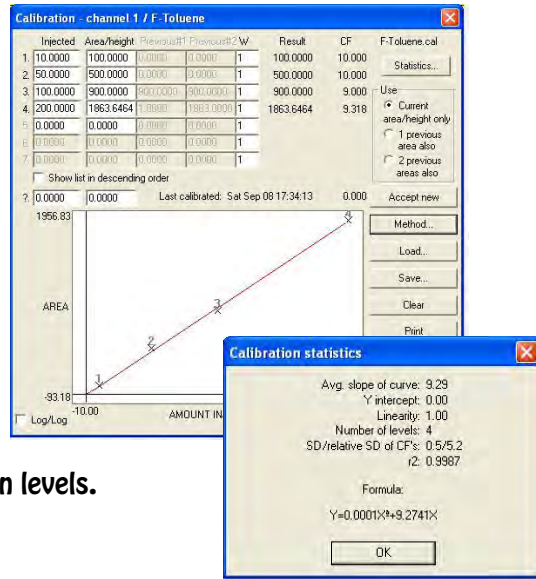 Calibration - channel 1 / F-Toluene
Injected Area/height Previous#1 Previous#2 W Result CF F-Toluene.cal
1. 10.0000 100.0000 0.0000 0.0000 1 100.0000 10.000
Statistics...
2. 50.0000 500.0000 0.0000 0.0000 1 500.0000 10.000
3. 100.0000 900.0000 900.0000 900.0000 1 900.0000 9.000
4. 200.0000 1863.6464 1.0000 1863.0000 1 1863.6464 9.318
5. 0.0000 0.0000 0.0000 0.0000 1
6. 0.0000 0.0000 0.0000 0.0000 1
7. 0.0000 0.0000 0.0000 0.0000 1
Use
Current
area/height only
1 previous
area also
2 previous
areas also
Show list in descending order
?. 0.0000 0.0000 Last calibrated: Sat Sep 08 17:34:13 0.000 Accept new
1956.83
AREA
-93.18
-10.00
AMOUNT IN
1
2
3
4
Log/Log
Method...
Load...
Save...
Clear
Print
Calibration statistics
Avg. slope of curve: 9.29
Y intercept: 0.00
Linearity: 1.00
Number of levels: 4
SD/relative SD of CF's: 0.5/5.2
r2: 0.9987
Formula:
Y=0.0001X²+9.2741X
OK
n levels.